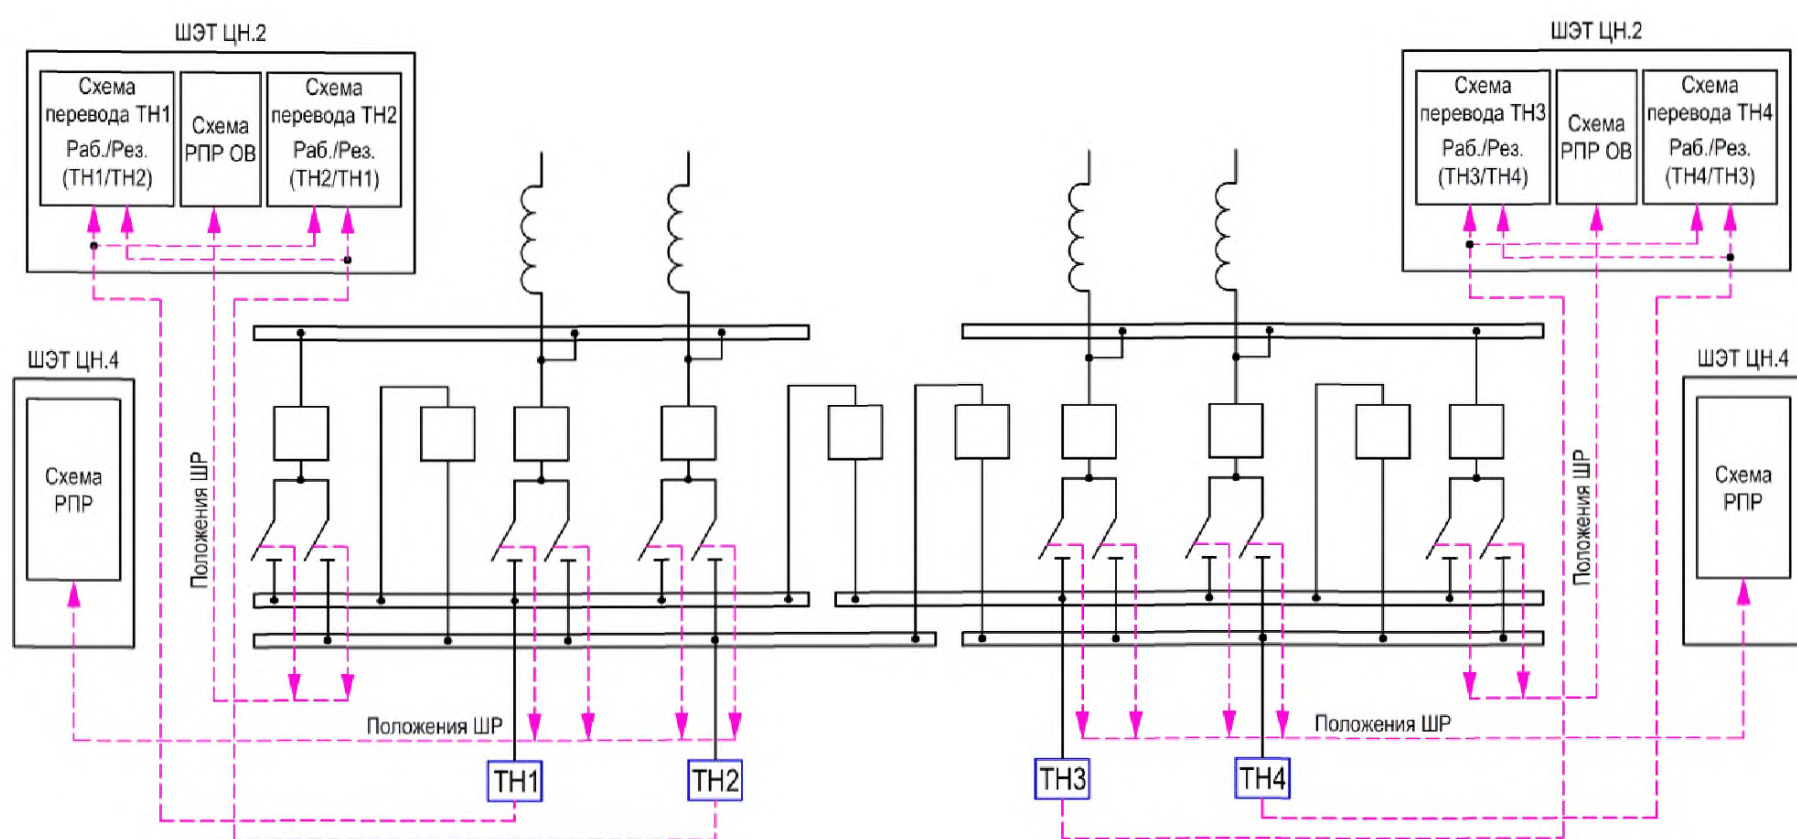 ШЭТ ЦН.2
Схема
перевода ТН1
Раб./Рез.
(ТН1/ТН2)
Схема
РПР ОВ
Схема
перевода ТН2
Раб./Рез.
(ТН2/ТН1)
ШЭТ ЦН.2
Схема
перевода ТН3
Раб./Рез.
(ТН3/ТН4)
Схема
РПР ОВ
Схема
перевода ТН4
Раб./Рез.
(ТН4/ТН3)
ШЭТ ЦН.4
Схема
РПР
Положения ШР
Положения ШР
ШЭТ ЦН.4
Схема
РПР
Положения ШР
Положения ШР
ТН1
ТН2
ТН3
ТН4